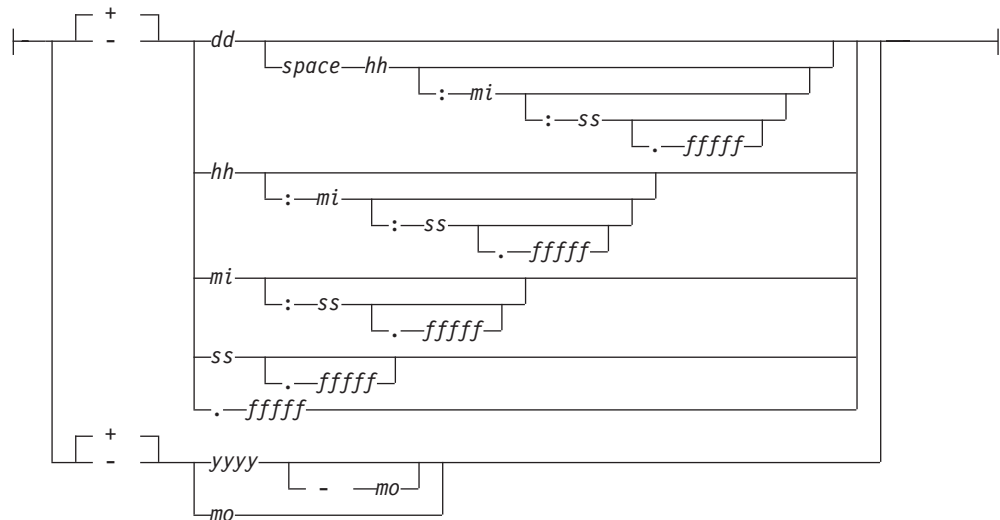 +
- dd
space hh
: mi
: ss
. fffff
hh
: mi
: ss
. fffff
mi
: ss
. fffff
ss
. fffff
. fffff
+
- yyyy
- mo
mo